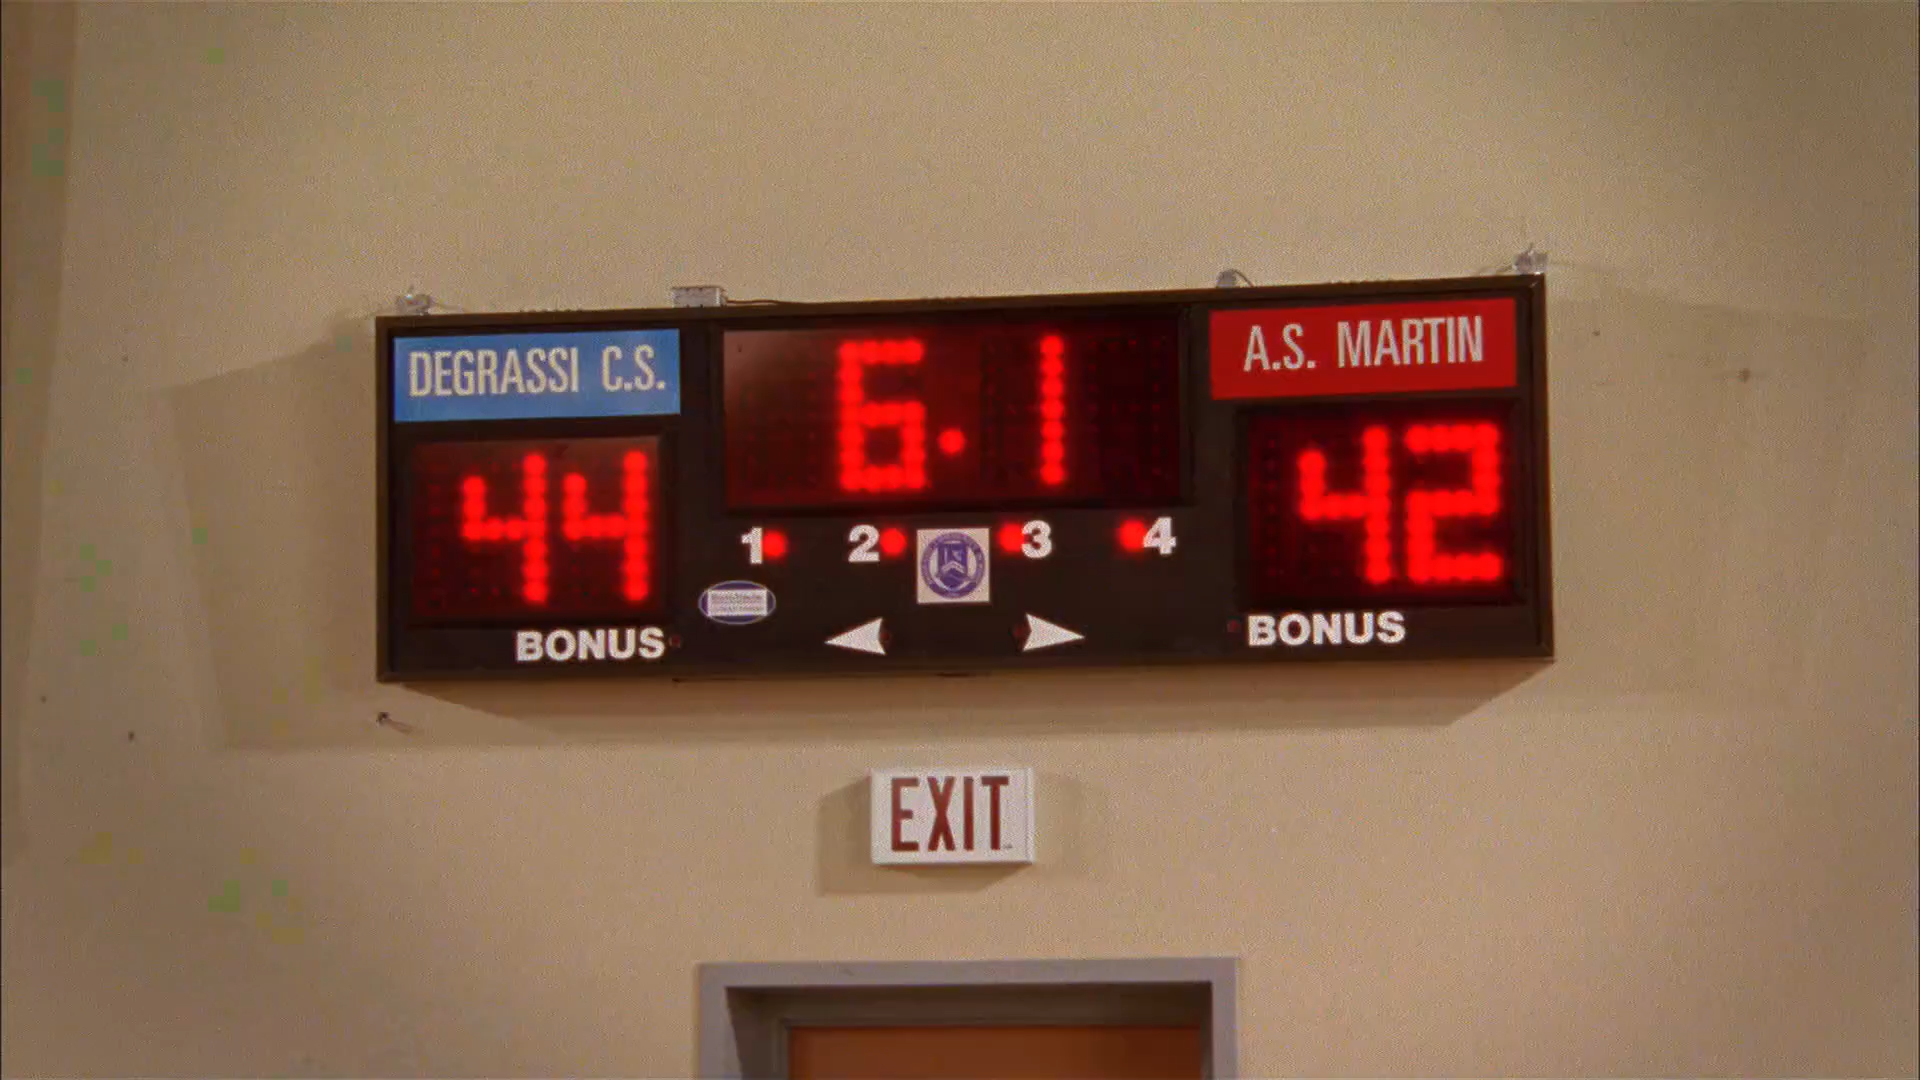 DEGRASSI C.S.
6.1
A.S. MARTIN
44
42
1 2 3 4
BONUS
BONUS
EXIT